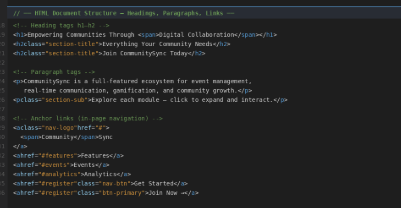 // —— HTML Document Structure — Headings, Paragraphs, Links ——
<!-- Heading tags h1-h2 -->
<h1>Empowering Communities Through <span>Digital Collaboration</span></h1>
<h2class="section-title">Everything Your Community Needs</h2>
<h2class="section-title">Join CommunitySync Today</h2>
<!-- Paragraph tags -->
<p>CommunitySync is a full-featured ecosystem for event management,
real-time communication, gamification, and community growth.</p>
<pclass="section-sub">Explore each module — click to expand and interact.</p>
<!-- Anchor links (in-page navigation) -->
<aclass="nav-logo"href="#">
<span>Community</span>Sync
</a>
<ahref="#features">Features</a>
<ahref="#events">Events</a>
<ahref="#analytics">Analytics</a>
<ahref="#register"class="nav-btn">Get Started</a>
<ahref="#register"class="btn-primary">Join Now →</a>